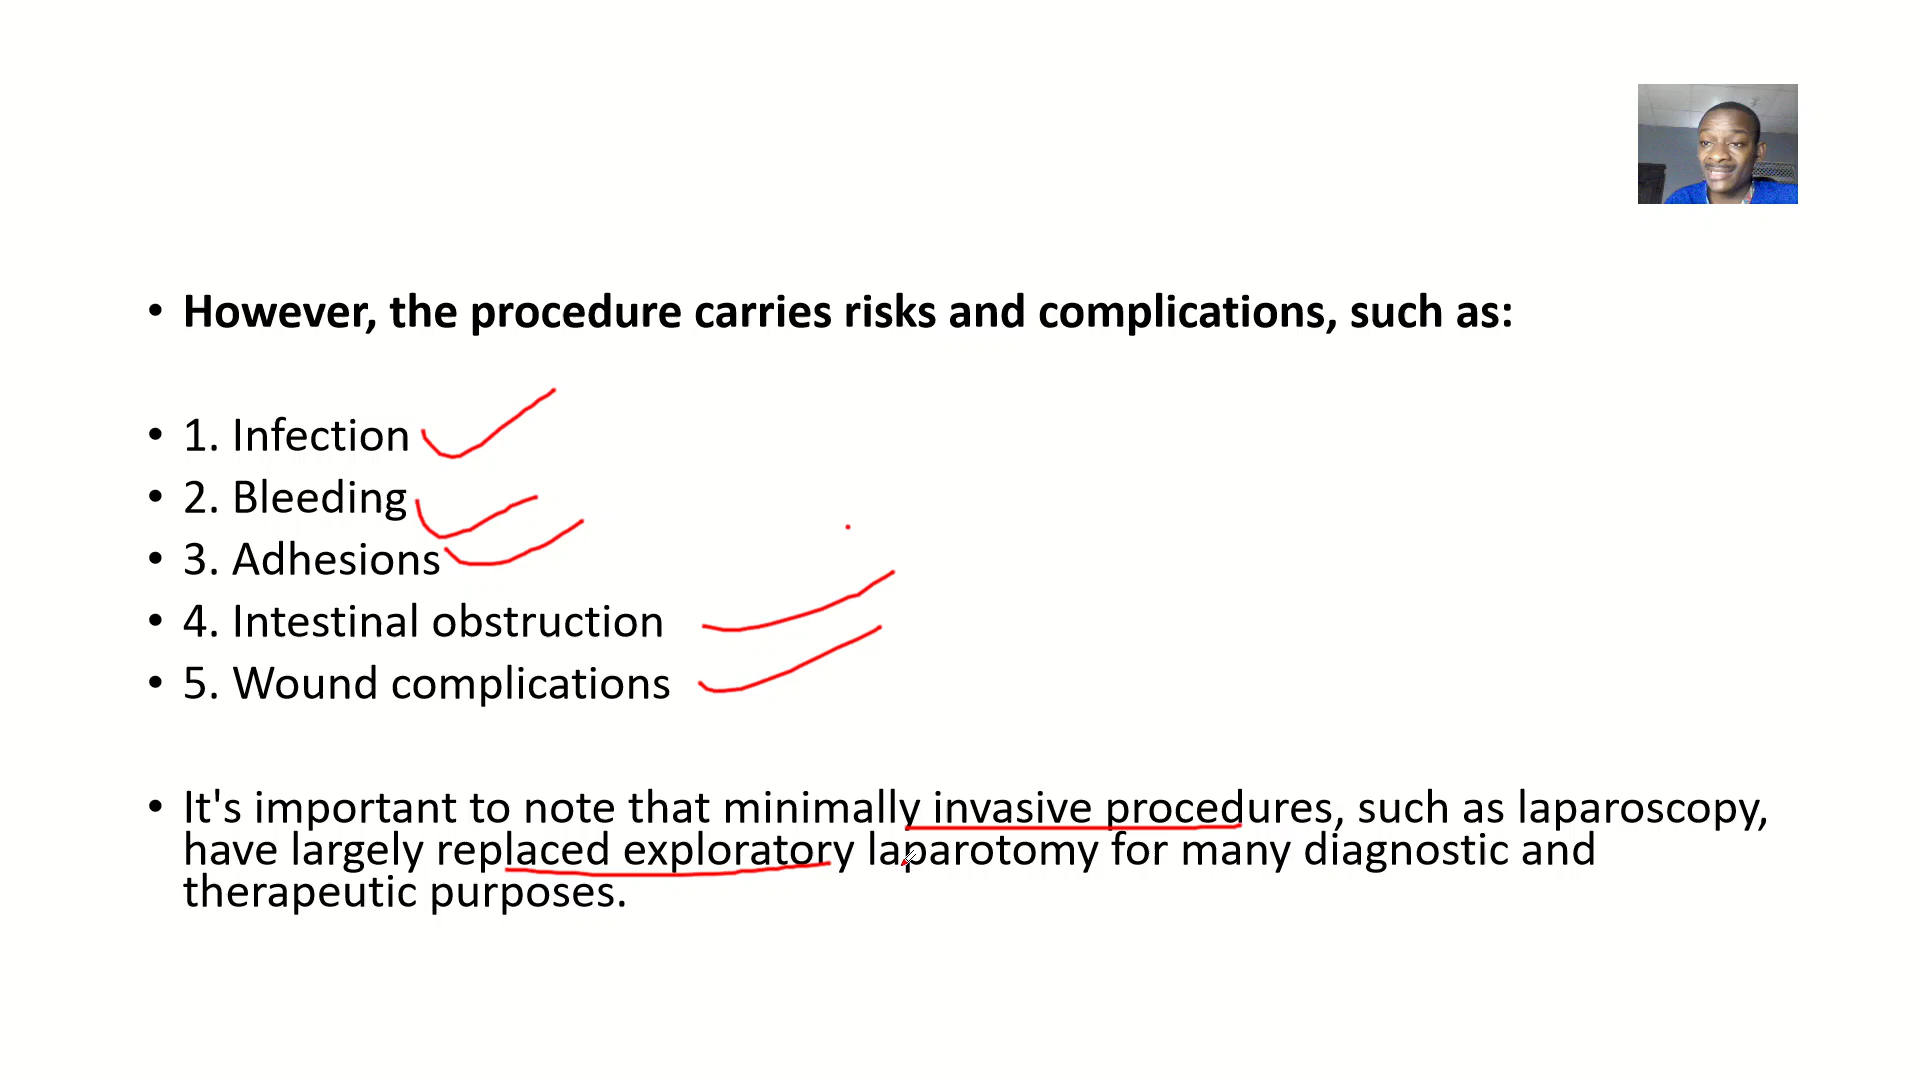 • However, the procedure carries risks and complications, such as:
• 1. Infection
• 2. Bleeding
• 3. Adhesions
• 4. Intestinal obstruction
• 5. Wound complications
• It's important to note that minimally invasive procedures, such as laparoscopy,
have largely replaced exploratory laparotomy for many diagnostic and
therapeutic purposes.